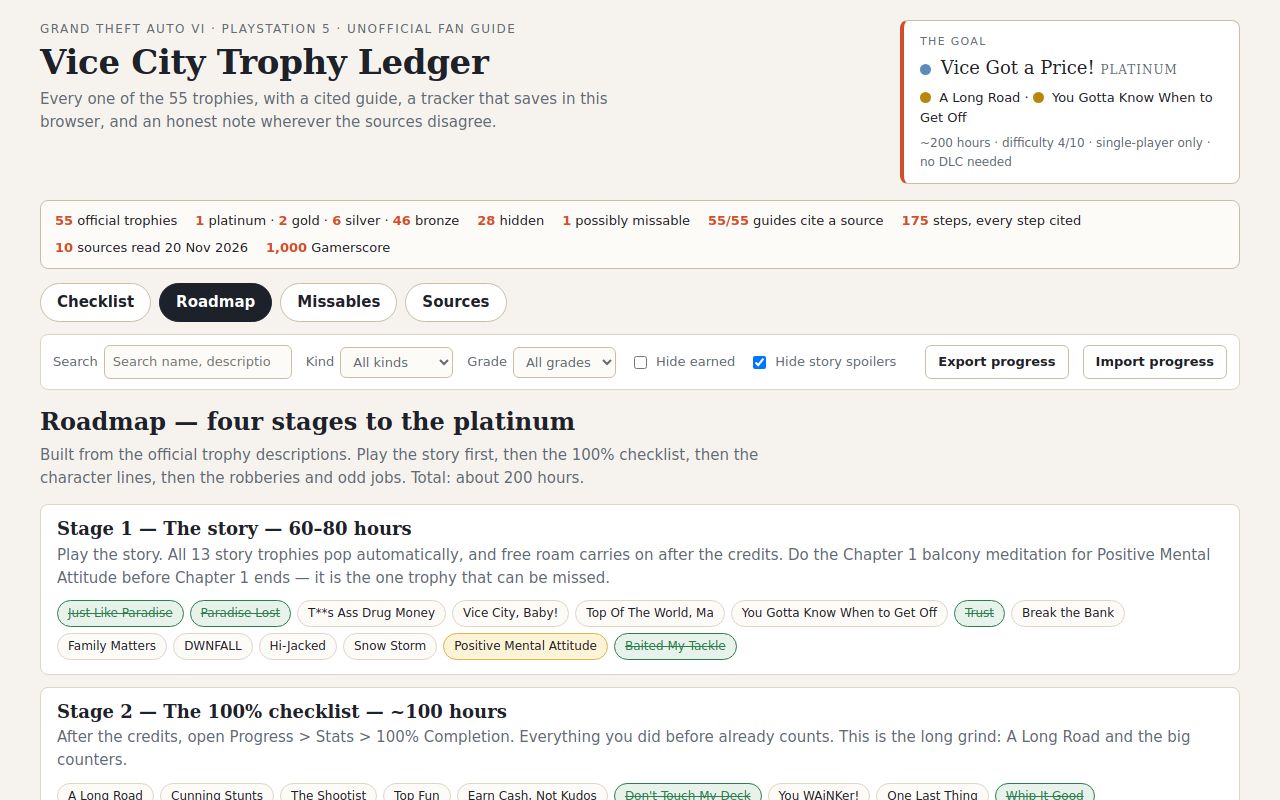 GRAND THEFT AUTO VI · PLAYSTATION 5 · UNOFFICIAL FAN GUIDE
Vice City Trophy Ledger
Every one of the 55 trophies, with a cited guide, a tracker that saves in this
browser, and an honest note wherever the sources disagree.
THE GOAL
Vice Got a Price! PLATINUM
A Long Road · You Gotta Know When to
Get Off
~200 hours · difficulty 4/10 · single-player only ·
no DLC needed
55 official trophies 1 platinum · 2 gold · 6 silver · 46 bronze 28 hidden 1 possibly missable 55/55 guides cite a source 175 steps, every step cited
10 sources read 20 Nov 2026 1,000 Gamerscore
Checklist Roadmap Missables Sources
Search Search name, descriptio Kind All kinds Grade All grades Hide earned Hide story spoilers Export progress Import progress
Roadmap — four stages to the platinum
Built from the official trophy descriptions. Play the story first, then the 100% checklist, then the
character lines, then the robberies and odd jobs. Total: about 200 hours.
Stage 1 — The story — 60–80 hours
Play the story. All 13 story trophies pop automatically, and free roam carries on after the credits. Do the Chapter 1 balcony meditation for Positive Mental
Attitude before Chapter 1 ends — it is the one trophy that can be missed.
Just Like Paradise Paradise Lost T**s Ass Drug Money Vice City, Baby! Top Of The World, Ma You Gotta Know When to Get Off Trust Break the Bank
Family Matters DWNFALL Hi-Jacked Snow Storm Positive Mental Attitude Baited My Tackle
Stage 2 — The 100% checklist — ~100 hours
After the credits, open Progress > Stats > 100% Completion. Everything you did before already counts. This is the long grind: A Long Road and the big
counters.
A Long Road Cunning Stunts The Shootist Top Fun Earn Cash, Not Kudos Don't Touch My Deck You WAiNKer! One Last Thing Whip It Good